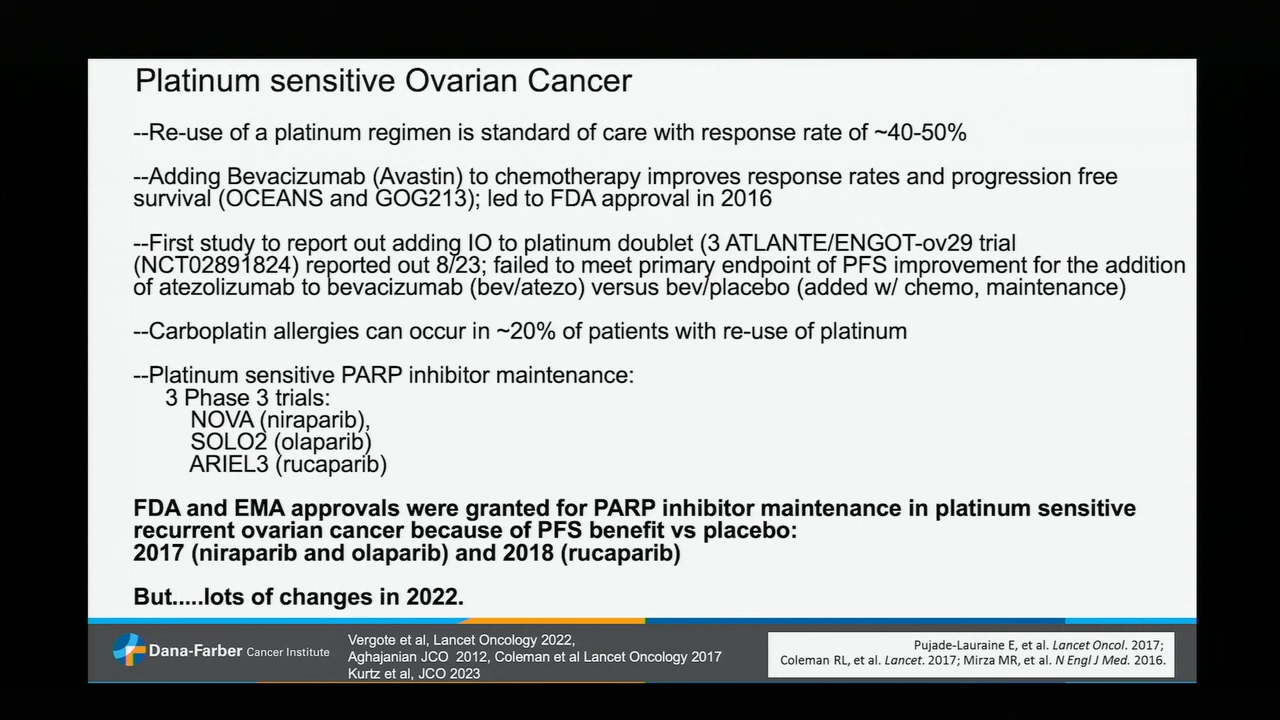 Platinum sensitive Ovarian Cancer
--Re-use of a platinum regimen is standard of care with response rate of ~40-50%
--Adding Bevacizumab (Avastin) to chemotherapy improves response rates and progression free
survival (OCEANS and GOG213); led to FDA approval in 2016
--First study to report out adding IO to platinum doublet (3 ATLANTE/ENGOT-ov29 trial
(NCT02891824) reported out 8/23; failed to meet primary endpoint of PFS improvement for the addition
of atezolizumab to bevacizumab (bev/atezo) versus bev/placebo (added w/ chemo, maintenance)
--Carboplatin allergies can occur in ~20% of patients with re-use of platinum
--Platinum sensitive PARP inhibitor maintenance:
3 Phase 3 trials:
NOVA (niraparib),
SOLO2 (olaparib)
ARIEL3 (rucaparib)
FDA and EMA approvals were granted for PARP inhibitor maintenance in platinum sensitive
recurrent ovarian cancer because of PFS benefit vs placebo:
2017 (niraparib and olaparib) and 2018 (rucaparib)
But.....lots of changes in 2022.
Dana-Farber Cancer Institute
Vergote et al, Lancet Oncology 2022,
Aghajanian JCO 2012, Coleman et al Lancet Oncology 2017
Kurtz et al, JCO 2023
Pujade-Lauraine E, et al. Lancet Oncol. 2017;
Coleman RL, et al. Lancet. 2017; Mirza MR, et al. N Engl J Med. 2016.